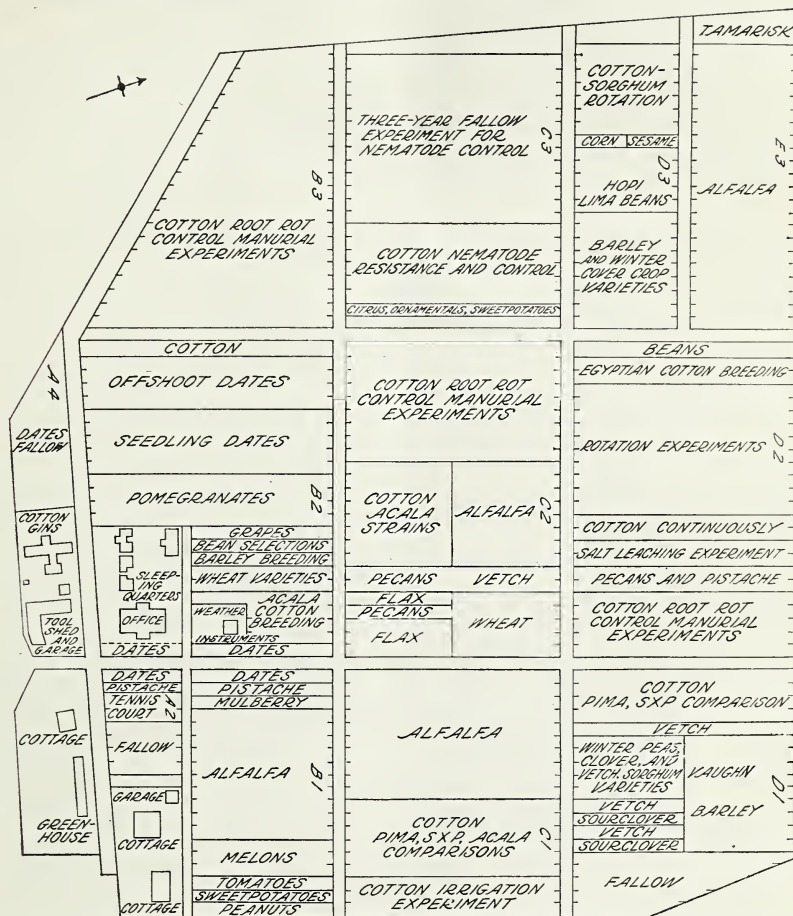 TAMARISK
COTTON-
SORGHUM
ROTATION
THREE-YEAR FALLOW
EXPERIMENT FOR
NEMATODE CONTROL
C3
CORN
SESAME
D3
E3
B3
HOPI
LIMA BEANS
ALFALFA
COTTON ROOT ROT
CONTROL MANURIAL
EXPERIMENTS
COTTON NEMATODE
RESISTANCE AND CONTROL
BARLEY
AND WINTER
COVER CROP
VARIETIES
CITRUS, ORNAMENTALS, SWEETPOTATOES
A4
COTTON
BEANS
OFFSHOOT DATES
COTTON ROOT ROT
CONTROL MANURIAL
EXPERIMENTS
EGYPTIAN COTTON BREEDING
DATES
FALLOW
SEEDLING DATES
ROTATION EXPERIMENTS
D2
POMEGRANATES
B2
COTTON
ACALA
STRAINS
ALFALFA
C2
COTTON
GINS
GRAPES
BEAN SELECTIONS
BARLEY BREEDING
WHEAT VARIETIES
COTTON CONTINUOUSLY
SALT LEACHING EXPERIMENT
SLEEP-
ING
QUARTERS
PECANS
VETCH
PECANS AND PISTACHE
ACALA
COTTON
BREEDING
WEATHER
INSTRUMENTS
FLAX
PECANS
FLAX
WHEAT
COTTON ROOT ROT
CONTROL MANURIAL
EXPERIMENTS
TOOL
SHED
AND
GARAGE
OFFICE
DATES
DATES
DATES
PISTACHE
TENNIS
COURT
A2
DATES
PISTACHE
MULBERRY
COTTON
PIMA, SXP COMPARISON
COTTAGE
FALLOW
ALFALFA
B1
ALFALFA
VETCH
WINTER PEAS,
CLOVER, AND
VETCH. SORGHUM
VARIETIES
VAUGHN
BARLEY
D1
GREEN-
HOUSE
GARAGE
COTTAGE
COTTON
PIMA, SXP, ACALA
COMPARISONS
C1
VETCH
SOURCLOVER
VETCH
SOURCLOVER
MELONS
TOMATOES
SWEETPOTATOES
PEANUTS
COTTON IRRIGATION
EXPERIMENT
FALLOW
COTTAGE